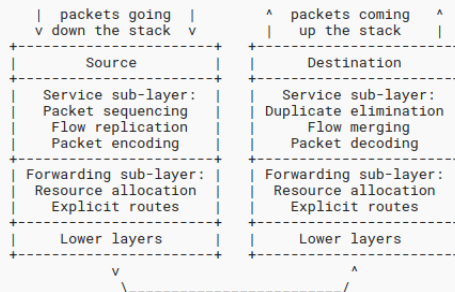 |  packets going  |      ^  packets coming   ^
v down the stack  v      |   up the stack    |
+-----------------------+   +-----------------------
|        Source         |   |      Destination
+-----------------------+   +-----------------------
|   Service sub-layer:  |   |   Service sub-layer:
|   Packet sequencing   |   | Duplicate elimination
|    Flow replication   |   |      Flow merging
|    Packet encoding    |   |    Packet decoding
+-----------------------+   +-----------------------
| Forwarding sub-layer: |   | Forwarding sub-layer:
|  Resource allocation  |   |  Resource allocation
|    Explicit routes    |   |    Explicit routes
+-----------------------+   +-----------------------
|     Lower layers      |   |     Lower layers
+-----------------------+   +-----------------------
            v                           ^
             \_________________________/